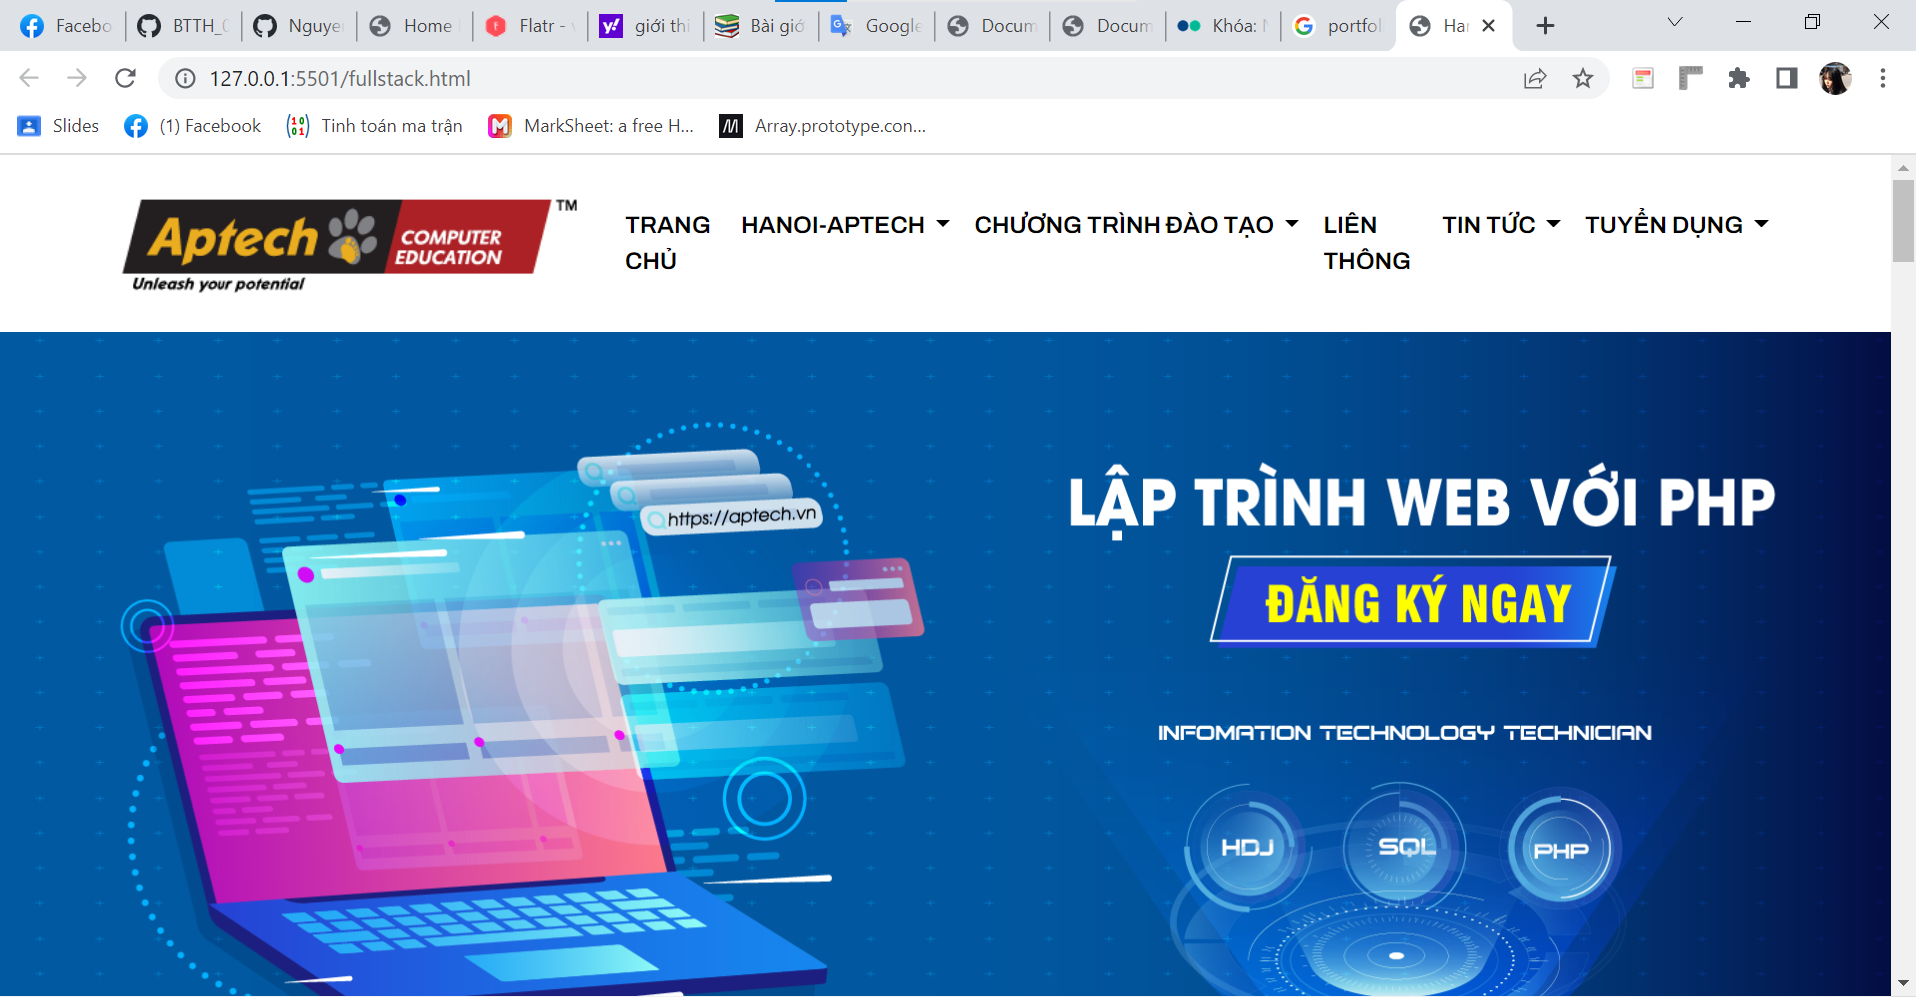 Facebo
BTTH_0
Nguye
Home
Flatr -
giới thi
Bài giớ
Google
Docum
Docum
Khóa:
portfol
Har
127.0.0.1:5501/fullstack.html
Slides
(1) Facebook
Tinh toán ma trận
MarkSheet: a free H...
Array.prototype.con...
Aptech COMPUTER EDUCATION TM
Unleash your potential
TRANG CHỦ
HANOI-APTECH
CHƯƠNG TRÌNH ĐÀO TẠO
LIÊN THÔNG
TIN TỨC
TUYỂN DỤNG
https://aptech.vn
LẬP TRÌNH WEB VỚI PHP
ĐĂNG KÝ NGAY
INFOMATION TECHNOLOGY TECHNICIAN
HDJ
SQL
PHP